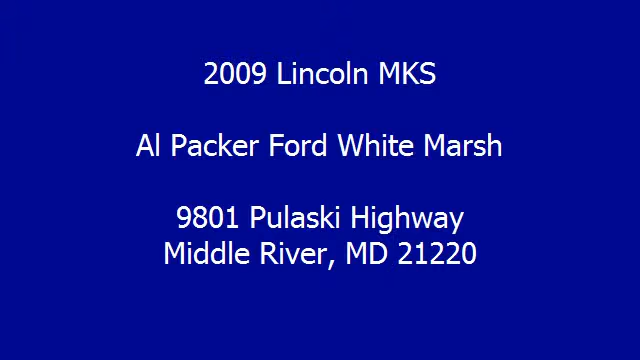 2009 Lincoln MKS
Al Packer Ford White Marsh
9801 Pulaski Highway
Middle River, MD 21220